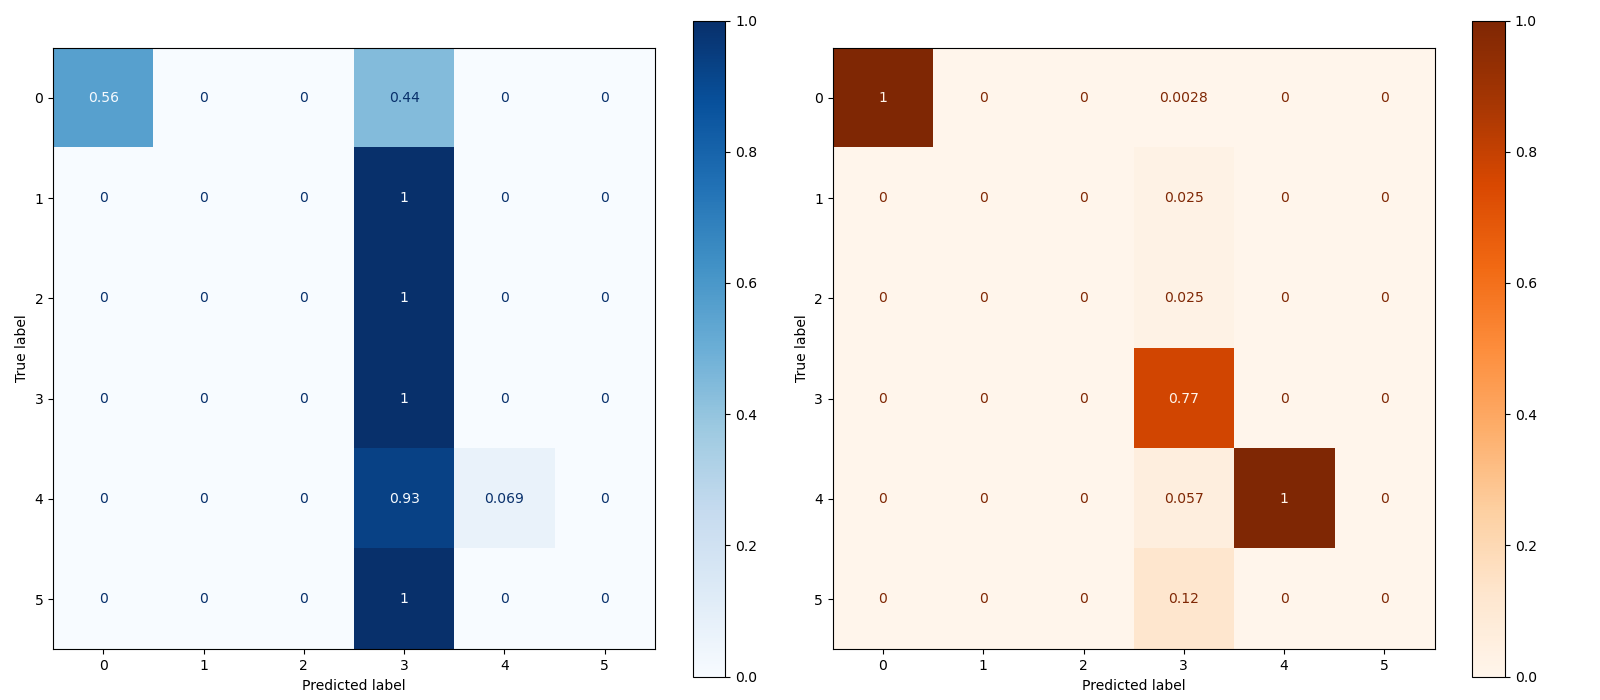 1.0
0 0.56 0 0 0.44 0 0
0.8
1 0 0 0 1 0 0
0.6
2 0 0 0 1 0 0
True label
3 0 0 0 1 0 0
0.4
4 0 0 0 0.93 0.069 0
0.2
5 0 0 0 1 0 0
0 1 2 3 4 5
0.0
Predicted label
1.0
0 1 0 0 0.0028 0 0
0.8
1 0 0 0 0.025 0 0
0.6
2 0 0 0 0.025 0 0
True label
3 0 0 0 0.77 0 0
0.4
4 0 0 0 0.057 1 0
0.2
5 0 0 0 0.12 0 0
0 1 2 3 4 5
0.0
Predicted label